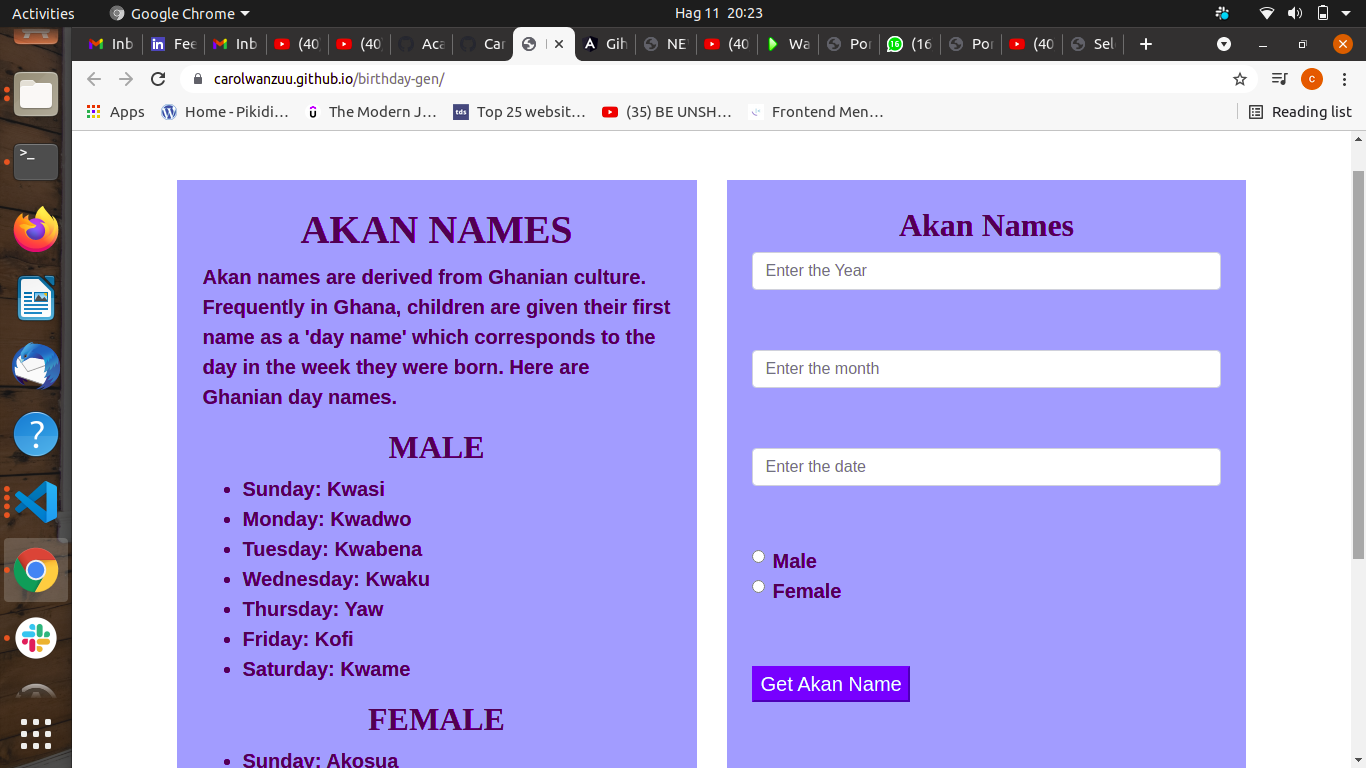 Activities
Google Chrome
Hag 11 20:23
Inb
Fee
Inb
(40
(40
Aca
Car
Gih
NE
(40
Wa
Por
(16
Por
(40
Sel
carolwanzuu.github.io/birthday-gen/
c
Apps
Home - Pikidi…
The Modern J…
tds
Top 25 websit…
(35) BE UNSH…
Frontend Men…
Reading list
AKAN NAMES
Akan names are derived from Ghanian culture.
Frequently in Ghana, children are given their first
name as a 'day name' which corresponds to the
day in the week they were born. Here are
Ghanian day names.
MALE
Sunday: Kwasi
Monday: Kwadwo
Tuesday: Kwabena
Wednesday: Kwaku
Thursday: Yaw
Friday: Kofi
Saturday: Kwame
FEMALE
Sunday: Akosua
Akan Names
Enter the Year
Enter the month
Enter the date
Male
Female
Get Akan Name